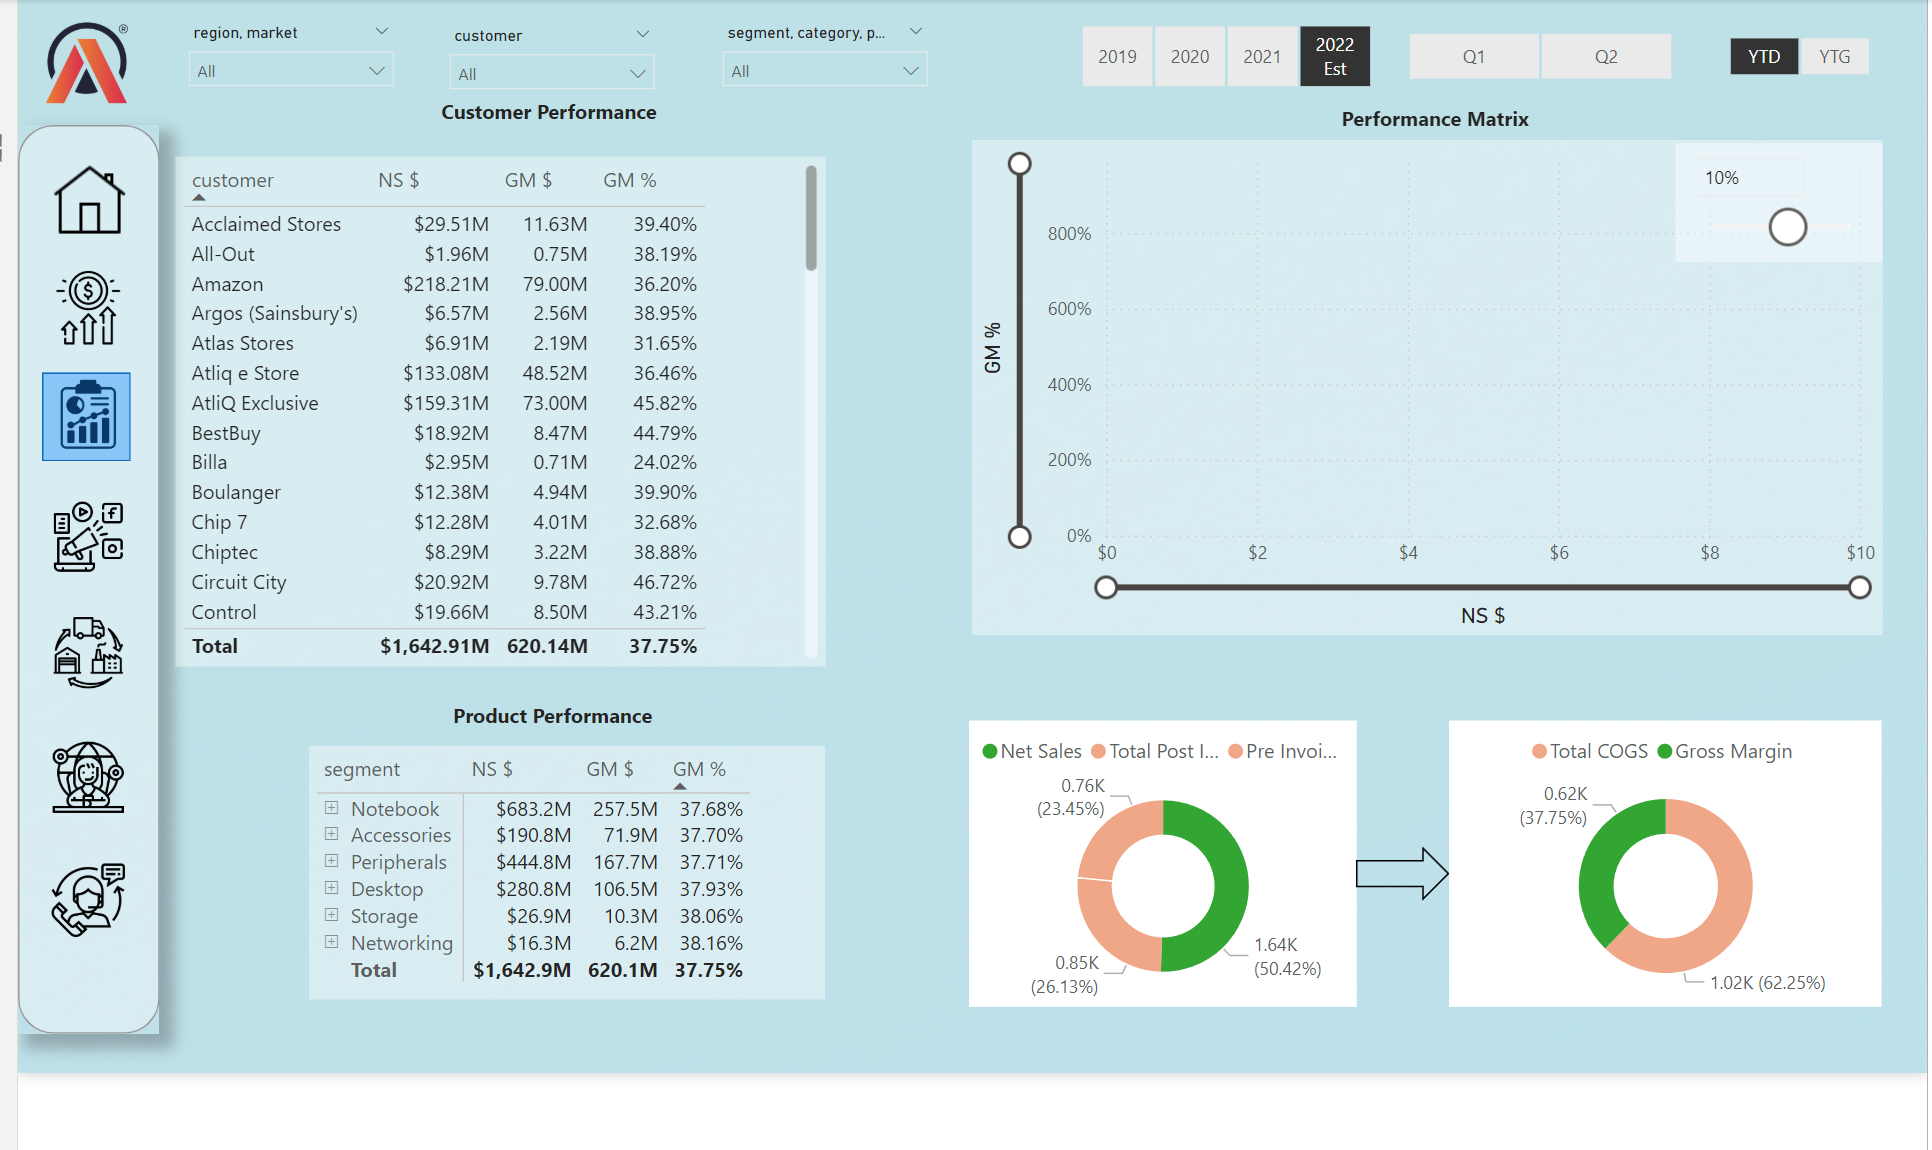 region, market
customer
segment, category, p...
All
All
All
2019
2020
2021
2022
Est
Q1
Q2
YTD
YTG
Customer Performance
customer NS $ GM $ GM %
Acclaimed Stores $29.51M 11.63M 39.40%
All-Out $1.96M 0.75M 38.19%
Amazon $218.21M 79.00M 36.20%
Argos (Sainsbury's) $6.57M 2.56M 38.95%
Atlas Stores $6.91M 2.19M 31.65%
Atliq e Store $133.08M 48.52M 36.46%
AtliQ Exclusive $159.31M 73.00M 45.82%
BestBuy $18.92M 8.47M 44.79%
Billa $2.95M 0.71M 24.02%
Boulanger $12.38M 4.94M 39.90%
Chip 7 $12.28M 4.01M 32.68%
Chiptec $8.29M 3.22M 38.88%
Circuit City $20.92M 9.78M 46.72%
Control $19.66M 8.50M 43.21%
Total $1,642.91M 620.14M 37.75%
Performance Matrix
10%
GM %
800%
600%
400%
200%
0%
$0 $2 $4 $6 $8 $10
NS $
Product Performance
segment NS $ GM $ GM %
Notebook $683.2M 257.5M 37.68%
Accessories $190.8M 71.9M 37.70%
Peripherals $444.8M 167.7M 37.71%
Desktop $280.8M 106.5M 37.93%
Storage $26.9M 10.3M 38.06%
Networking $16.3M 6.2M 38.16%
Total $1,642.9M 620.1M 37.75%
Net Sales Total Post I... Pre Invoi...
0.76K
(23.45%)
0.85K
(26.13%)
1.64K
(50.42%)
Total COGS Gross Margin
0.62K
(37.75%)
1.02K (62.25%)